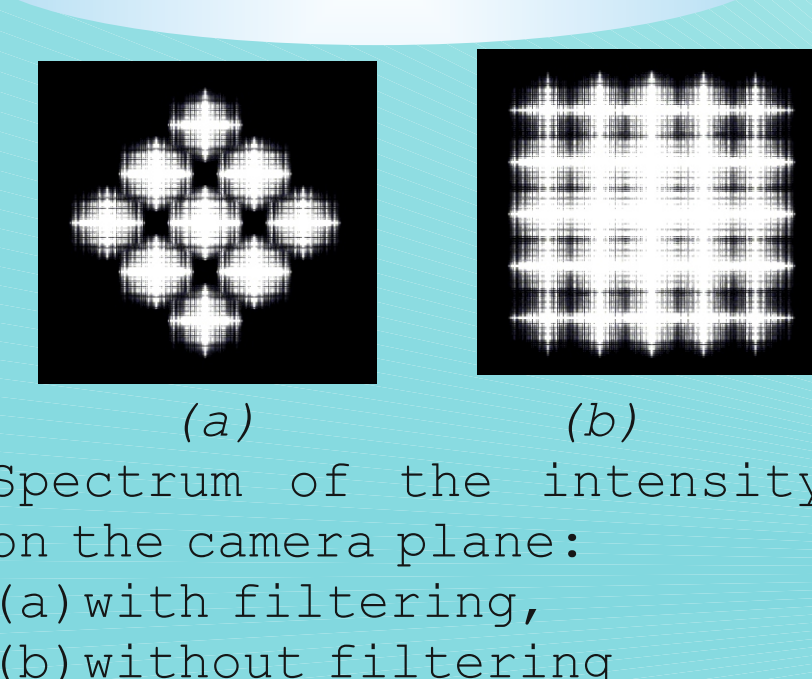 (a) (b)
Spectrum of the intensity
on the camera plane:
(a) with filtering,
(b) without filtering